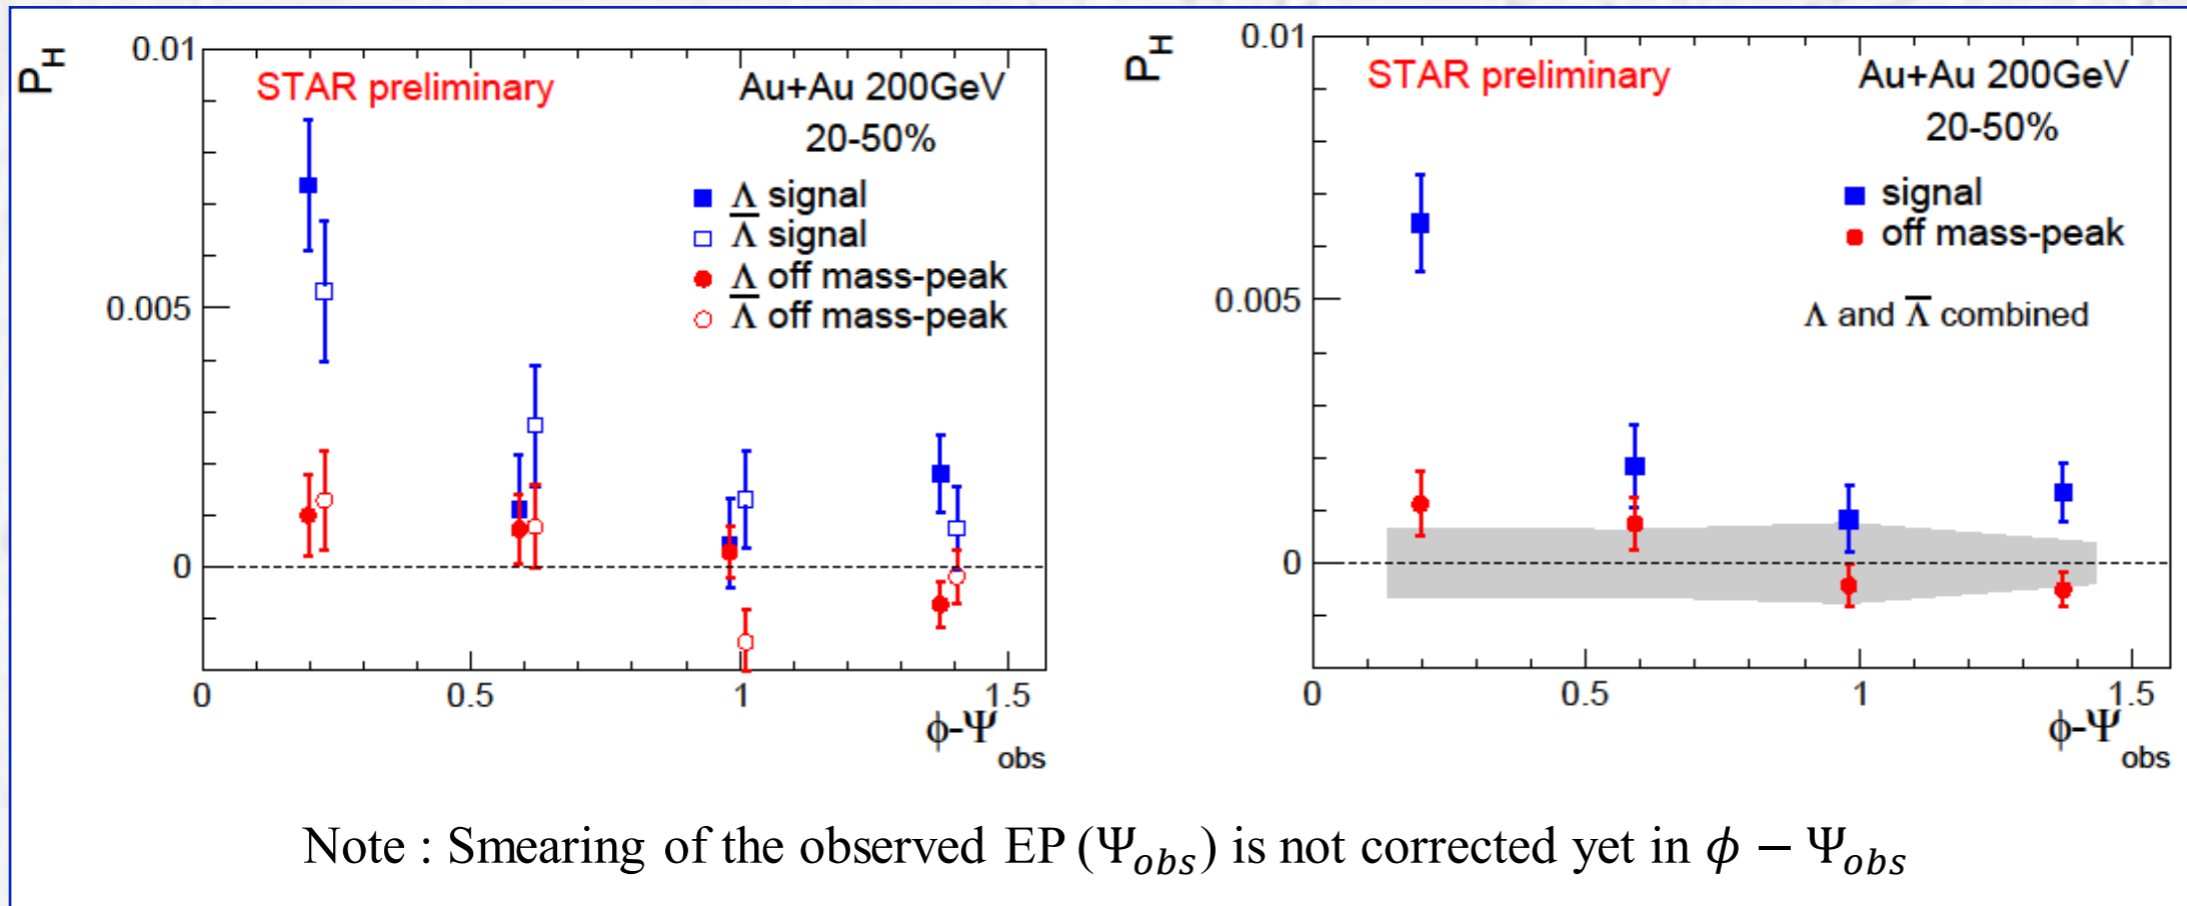 P_H
0.01
STAR preliminary
Au+Au 200GeV
20-50%
Λ signal
Λ̅ signal
Λ off mass-peak
Λ̅ off mass-peak
0.005
0
0 0.5 1 1.5
ϕ-Ψ_obs
P_H
0.01
STAR preliminary
Au+Au 200GeV
20-50%
signal
off mass-peak
Λ and Λ̅ combined
0.005
0
0 0.5 1 1.5
ϕ-Ψ_obs
Note : Smearing of the observed EP (Ψ_obs) is not corrected yet in ϕ − Ψ_obs